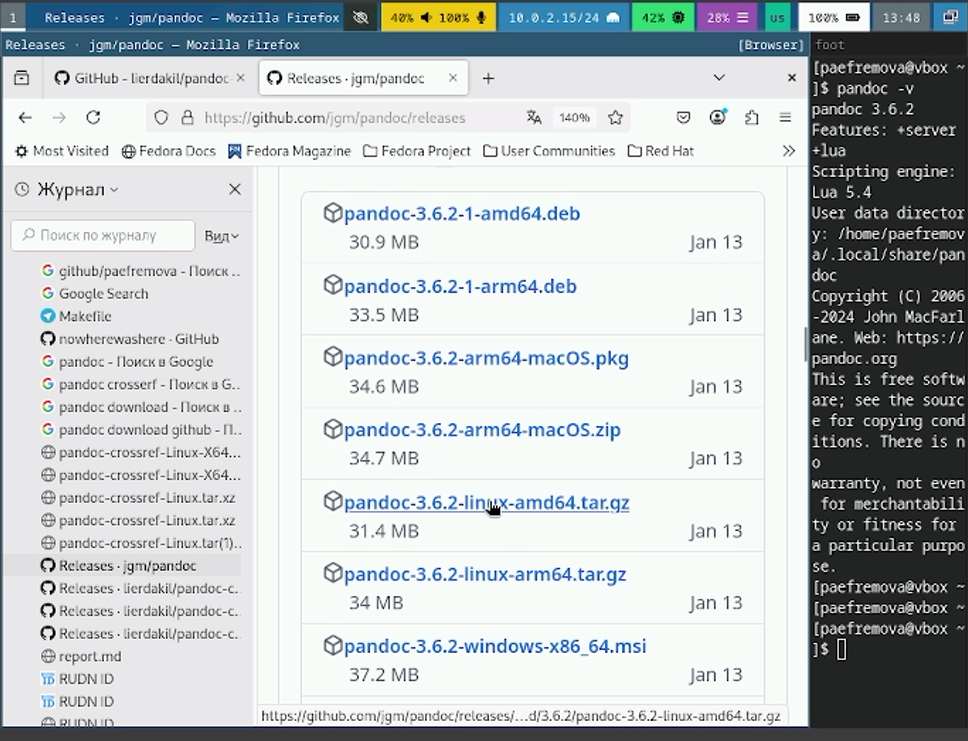 1 Releases · jgm/pandoc — Mozilla Firefox 40% 100% 10.0.2.15/24 42% 28% us 100% 13:48
Releases · jgm/pandoc — Mozilla Firefox [Browser]
GitHub - lierdakil/pandoc-
Releases · jgm/pandoc
https://github.com/jgm/pandoc/releases 140%
Most Visited Fedora Docs Fedora Magazine Fedora Project User Communities Red Hat
Журнал
Поиск по журналу Вид
github/paefremova - Поиск ..
Google Search
Makefile
nowherewashere · GitHub
pandoc - Поиск в Google
pandoc crosserf - Поиск в G..
pandoc download - Поиск в ..
pandoc download github - П..
pandoc-crossref-Linux-X64...
pandoc-crossref-Linux-X64...
pandoc-crossref-Linux.tar.xz
pandoc-crossref-Linux.tar.xz
pandoc-crossref-Linux.tar(1)..
Releases · jgm/pandoc
Releases · lierdakil/pandoc-c..
Releases · lierdakil/pandoc-c..
Releases · lierdakil/pandoc-c..
report.md
RUDN ID
RUDN ID
RUDN ID
pandoc-3.6.2-1-amd64.deb
30.9 MB Jan 13
pandoc-3.6.2-1-arm64.deb
33.5 MB Jan 13
pandoc-3.6.2-arm64-macOS.pkg
34.6 MB Jan 13
pandoc-3.6.2-arm64-macOS.zip
34.7 MB Jan 13
pandoc-3.6.2-linux-amd64.tar.gz
31.4 MB Jan 13
pandoc-3.6.2-linux-arm64.tar.gz
34 MB Jan 13
pandoc-3.6.2-windows-x86_64.msi
37.2 MB Jan 13
https://github.com/jgm/pandoc/releases/...d/3.6.2/pandoc-3.6.2-linux-amd64.tar.gz
foot
[paefremova@vbox ~
]$ pandoc -v
pandoc 3.6.2
Features: +server
+lua
Scripting engine:
Lua 5.4
User data director
y: /home/paefremov
a/.local/share/pan
doc
Copyright (C) 2006
-2024 John MacFarl
ane. Web: https://
pandoc.org
This is free softw
are; see the sourc
e for copying cond
itions. There is n
o
warranty, not even
for merchantabili
ty or fitness for
a particular purpo
se.
[paefremova@vbox ~
[paefremova@vbox ~
[paefremova@vbox ~
]$